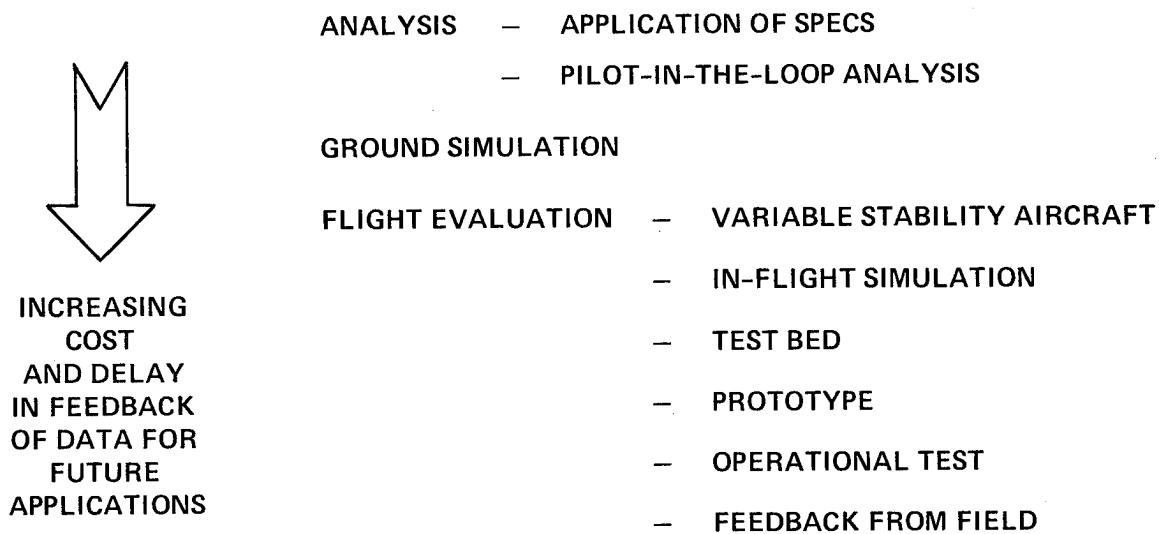 ANALYSIS — APPLICATION OF SPECS
— PILOT-IN-THE-LOOP ANALYSIS
GROUND SIMULATION
FLIGHT EVALUATION — VARIABLE STABILITY AIRCRAFT
— IN-FLIGHT SIMULATION
— TEST BED
— PROTOTYPE
— OPERATIONAL TEST
— FEEDBACK FROM FIELD
INCREASING
COST
AND DELAY
IN FEEDBACK
OF DATA FOR
FUTURE
APPLICATIONS